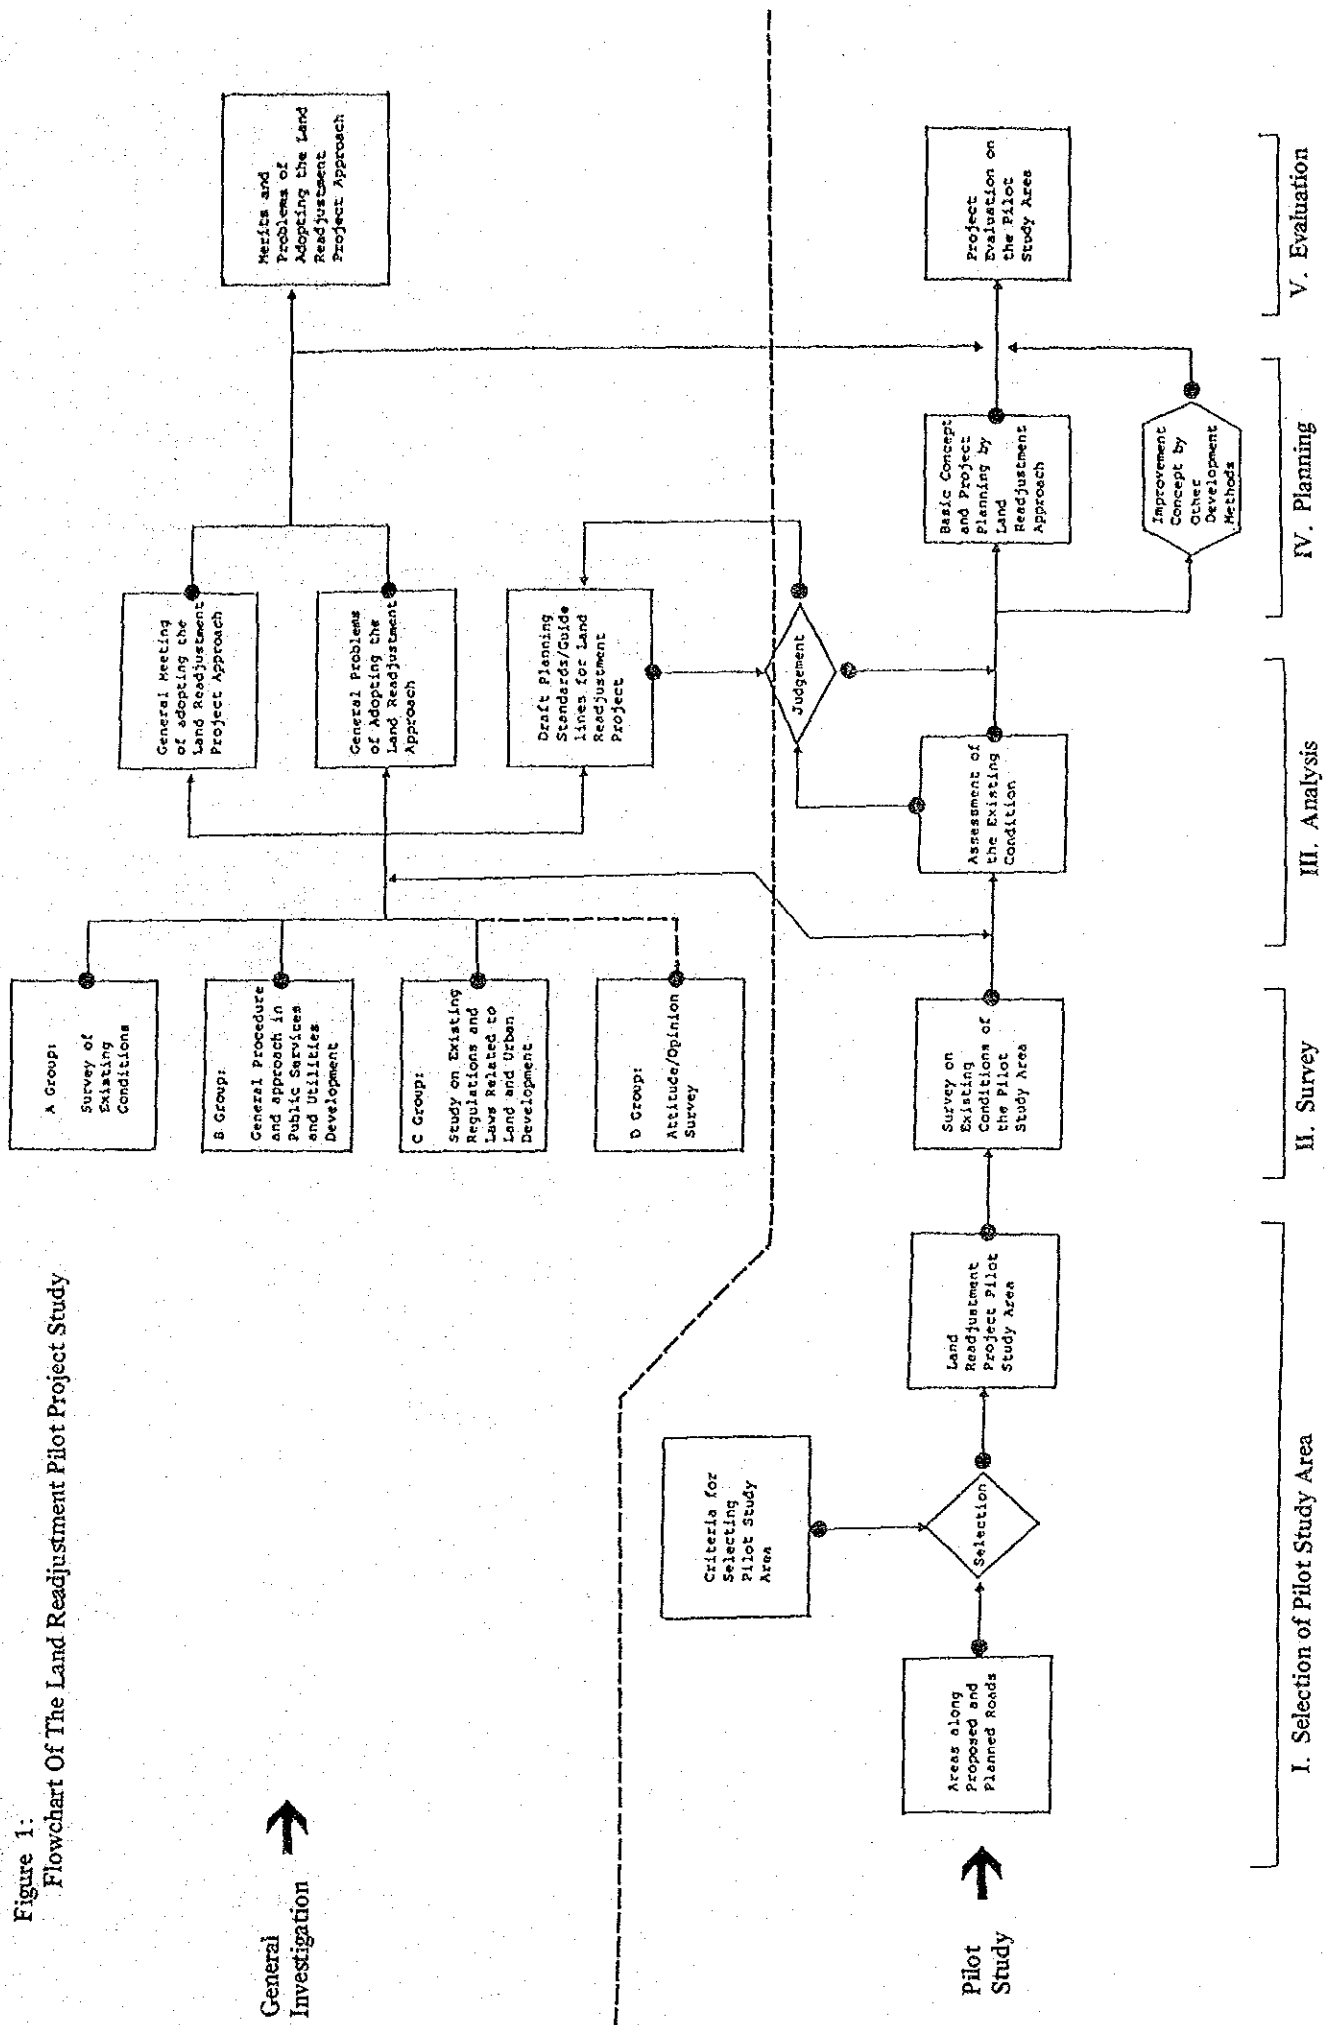 Figure 1:
Flowchart Of The Land Readjustment Pilot Project Study
General
Investigation
A Group:
Survey of
Existing
Conditions
B Group:
General Procedure
and approach in
Public Services
and Utilities
Development
C Group:
Study on Existing
Regulations and
Laws Related to
Land and Urban
Development
D Group:
Attitude/Opinion
Survey
General Meeting
of adopting the
Land Readjustment
Project Approach
General Problems
of Adopting the
Land Readjustment
Approach
Draft Planning
Standards/Guide
lines for Land
Readjustment
Project
Merits and
Problems of
Adopting the Land
Readjustment
Project Approach
Judgement
Pilot
Study
Areas along
Proposed and
Planned Roads
Criteria for
Selecting
Pilot Study
Area
Selection
Land
Readjustment
Project Pilot
Study Area
Survey on
Existing
Conditions of
the Pilot
Study Area
Assessment of
the Existing
Condition
Basic Concept
and Project
Planning by
Land
Readjustment
Approach
Improvement
Concept by
Other
Development
Methods
Project
Evaluation on
the Pilot
Study Area
I. Selection of Pilot Study Area
II. Survey
III. Analysis
IV. Planning
V. Evaluation